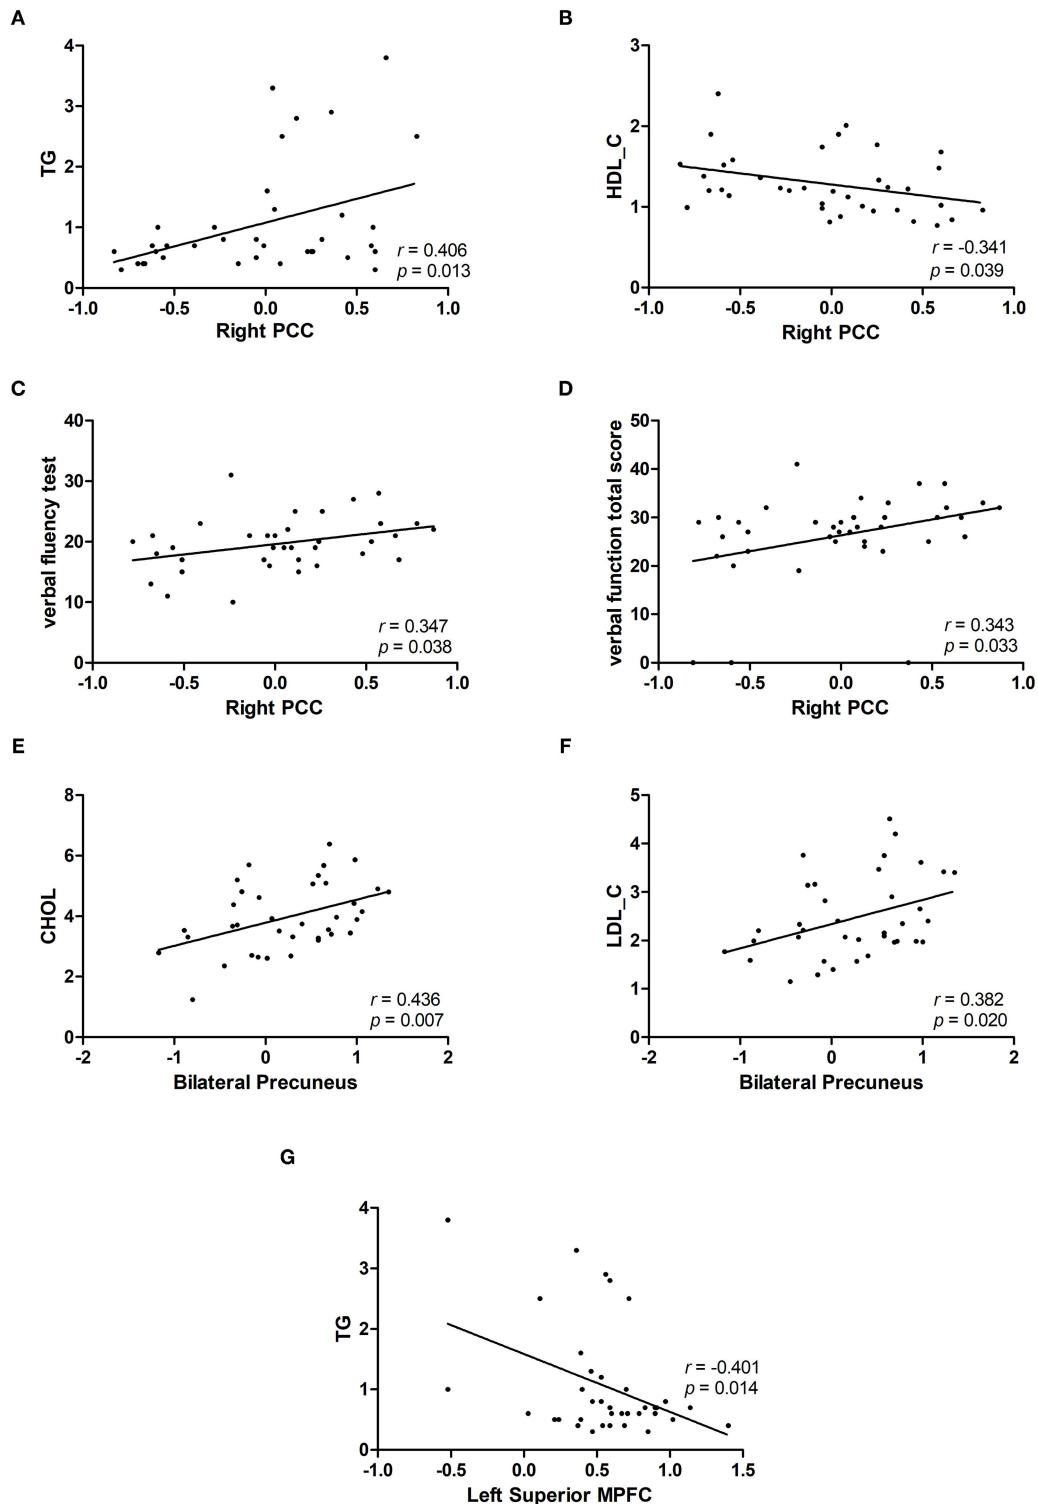 A
B
4
3
2
1
0
TG
r = 0.406
p = 0.013
-1.0 -0.5 0.0 0.5 1.0
Right PCC
3
2
1
0
HDL_C
r = -0.341
p = 0.039
-1.0 -0.5 0.0 0.5 1.0
Right PCC
C
D
40
30
20
10
0
verbal fluency test
r = 0.347
p = 0.038
-1.0 -0.5 0.0 0.5 1.0
Right PCC
50
40
30
20
10
0
verbal function total score
r = 0.343
p = 0.033
-1.0 -0.5 0.0 0.5 1.0
Right PCC
E
F
8
6
4
2
0
CHOL
r = 0.436
p = 0.007
-2 -1 0 1 2
Bilateral Precuneus
5
4
3
2
1
0
LDL_C
r = 0.382
p = 0.020
-2 -1 0 1 2
Bilateral Precuneus
G
4
3
2
1
0
TG
r = -0.401
p = 0.014
-1.0 -0.5 0.0 0.5 1.0 1.5
Left Superior MPFC